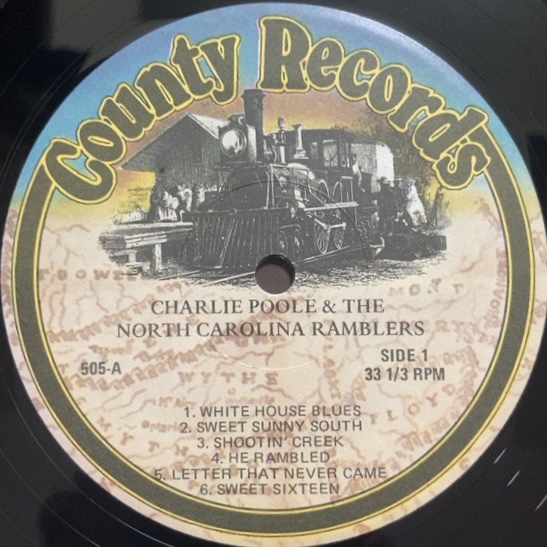 County Records
CHARLIE POOLE & THE
NORTH CAROLINA RAMBLERS
505-A
SIDE 1
33 1/3 RPM
WYTHE
1. WHITE HOUSE BLUES
2. SWEET SUNNY SOUTH
3. SHOOTIN' CREEK
4. HE RAMBLED
5. LETTER THAT NEVER CAME
6. SWEET SIXTEEN